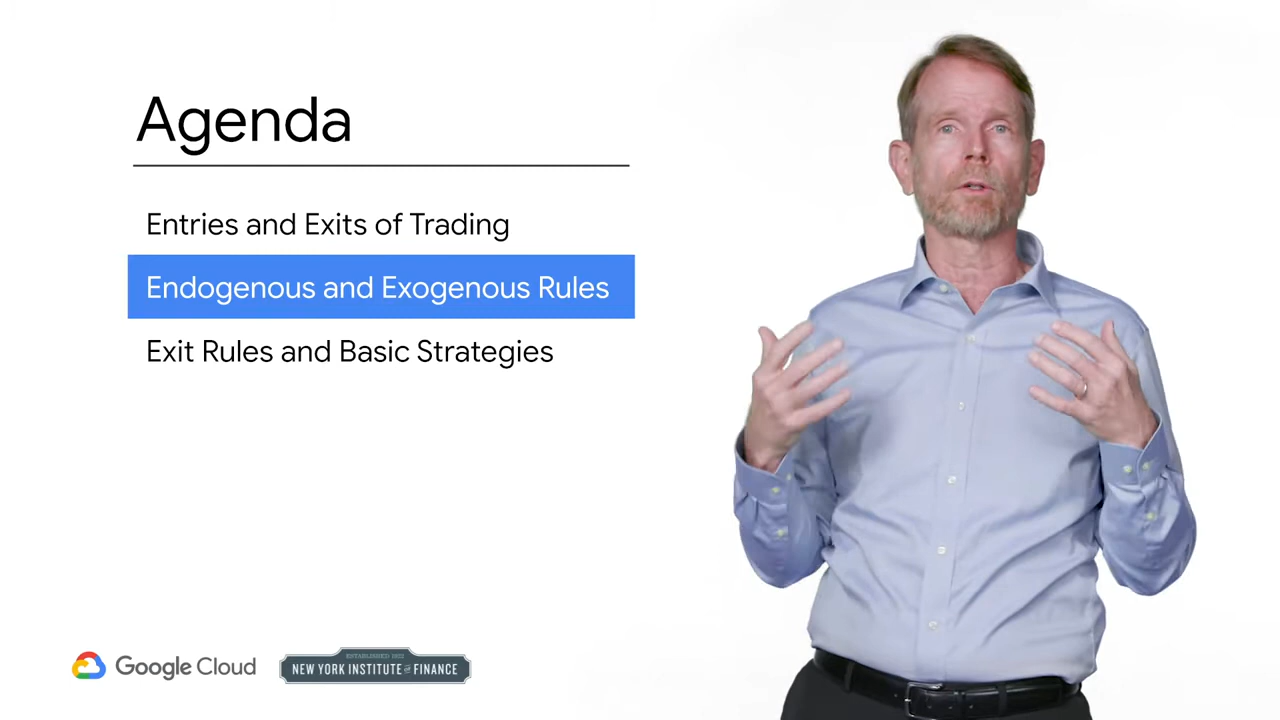 Agenda
Entries and Exits of Trading
Endogenous and Exogenous Rules
Exit Rules and Basic Strategies
Google Cloud
NEW YORK INSTITUTE OF FINANCE